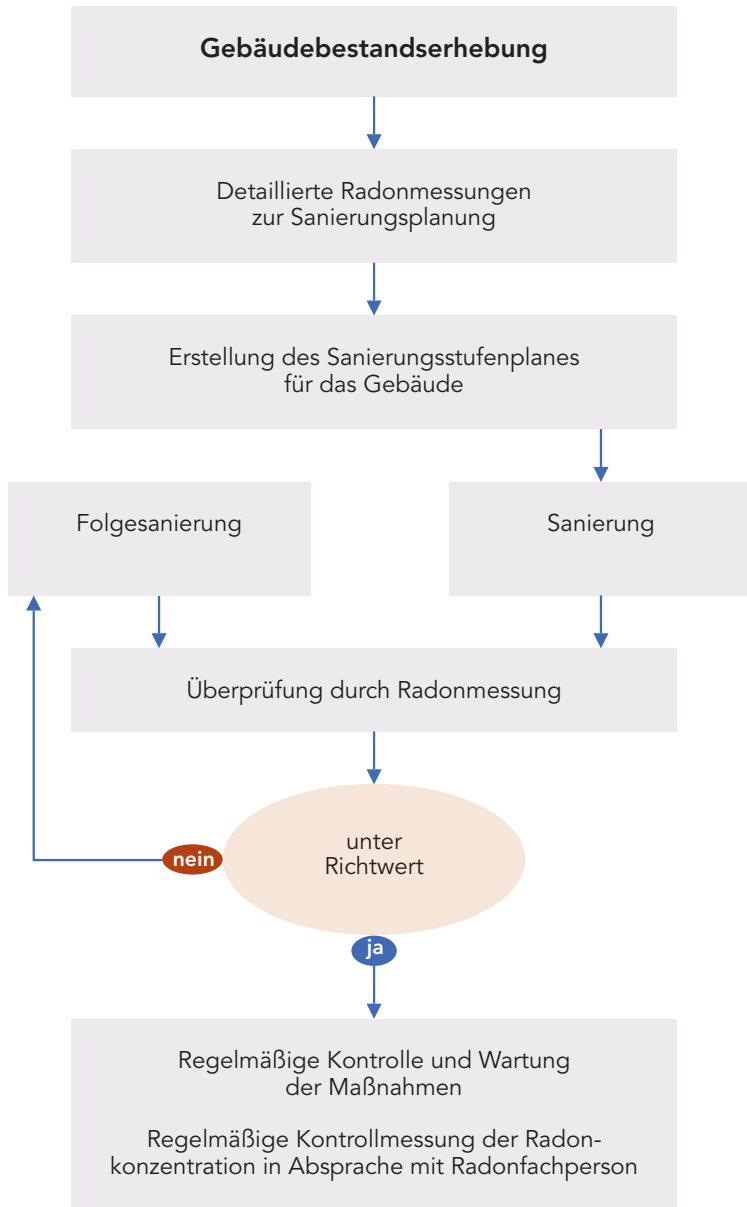 Gebäudebestandserhebung
Detaillierte Radonmessungen
zur Sanierungsplanung
Erstellung des Sanierungsstufenplanes
für das Gebäude
Folgesanierung
Sanierung
Überprüfung durch Radonmessung
unter
Richtwert
nein
ja
Regelmäßige Kontrolle und Wartung
der Maßnahmen
Regelmäßige Kontrollmessung der Radon-
konzentration in Absprache mit Radonfachperson